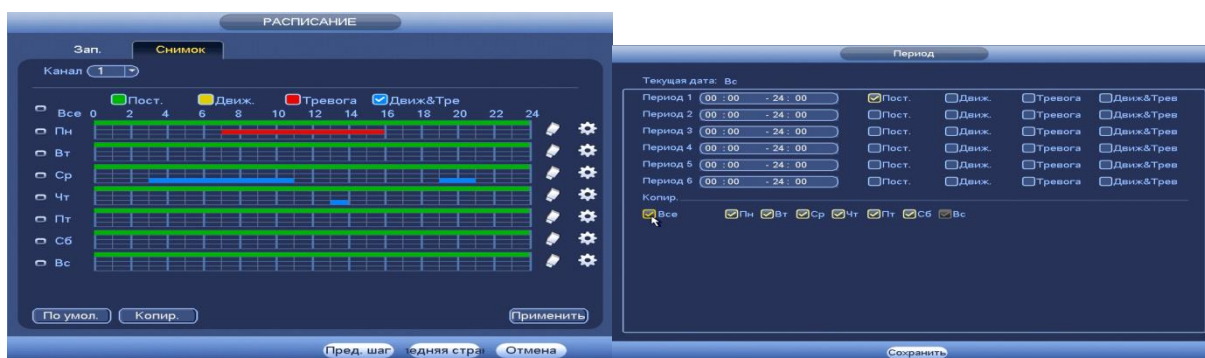 РАСПИСАНИЕ
Зап. Снимок
Канал 1
Пост. Движ. Тревога Движ&Тре
Все 0 2 4 6 8 10 12 14 16 18 20 22 24
Пн
Вт
Ср
Чт
Пт
Сб
Вс
По умол. Копир. Применить
Пред. шаг едняя стра Отмена
Период
Текущая дата: Вс
Период 1 00 :00 - 24 : 00 Пост. Движ. Тревога Движ&Трев
Период 2 00 :00 - 24 : 00 Пост. Движ. Тревога Движ&Трев
Период 3 00 :00 - 24 : 00 Пост. Движ. Тревога Движ&Трев
Период 4 00 :00 - 24 : 00 Пост. Движ. Тревога Движ&Трев
Период 5 00 :00 - 24 : 00 Пост. Движ. Тревога Движ&Трев
Период 6 00 :00 - 24 : 00 Пост. Движ. Тревога Движ&Трев
Копир.
Все Пн Вт Ср Чт Пт Сб Вс
Сохранить